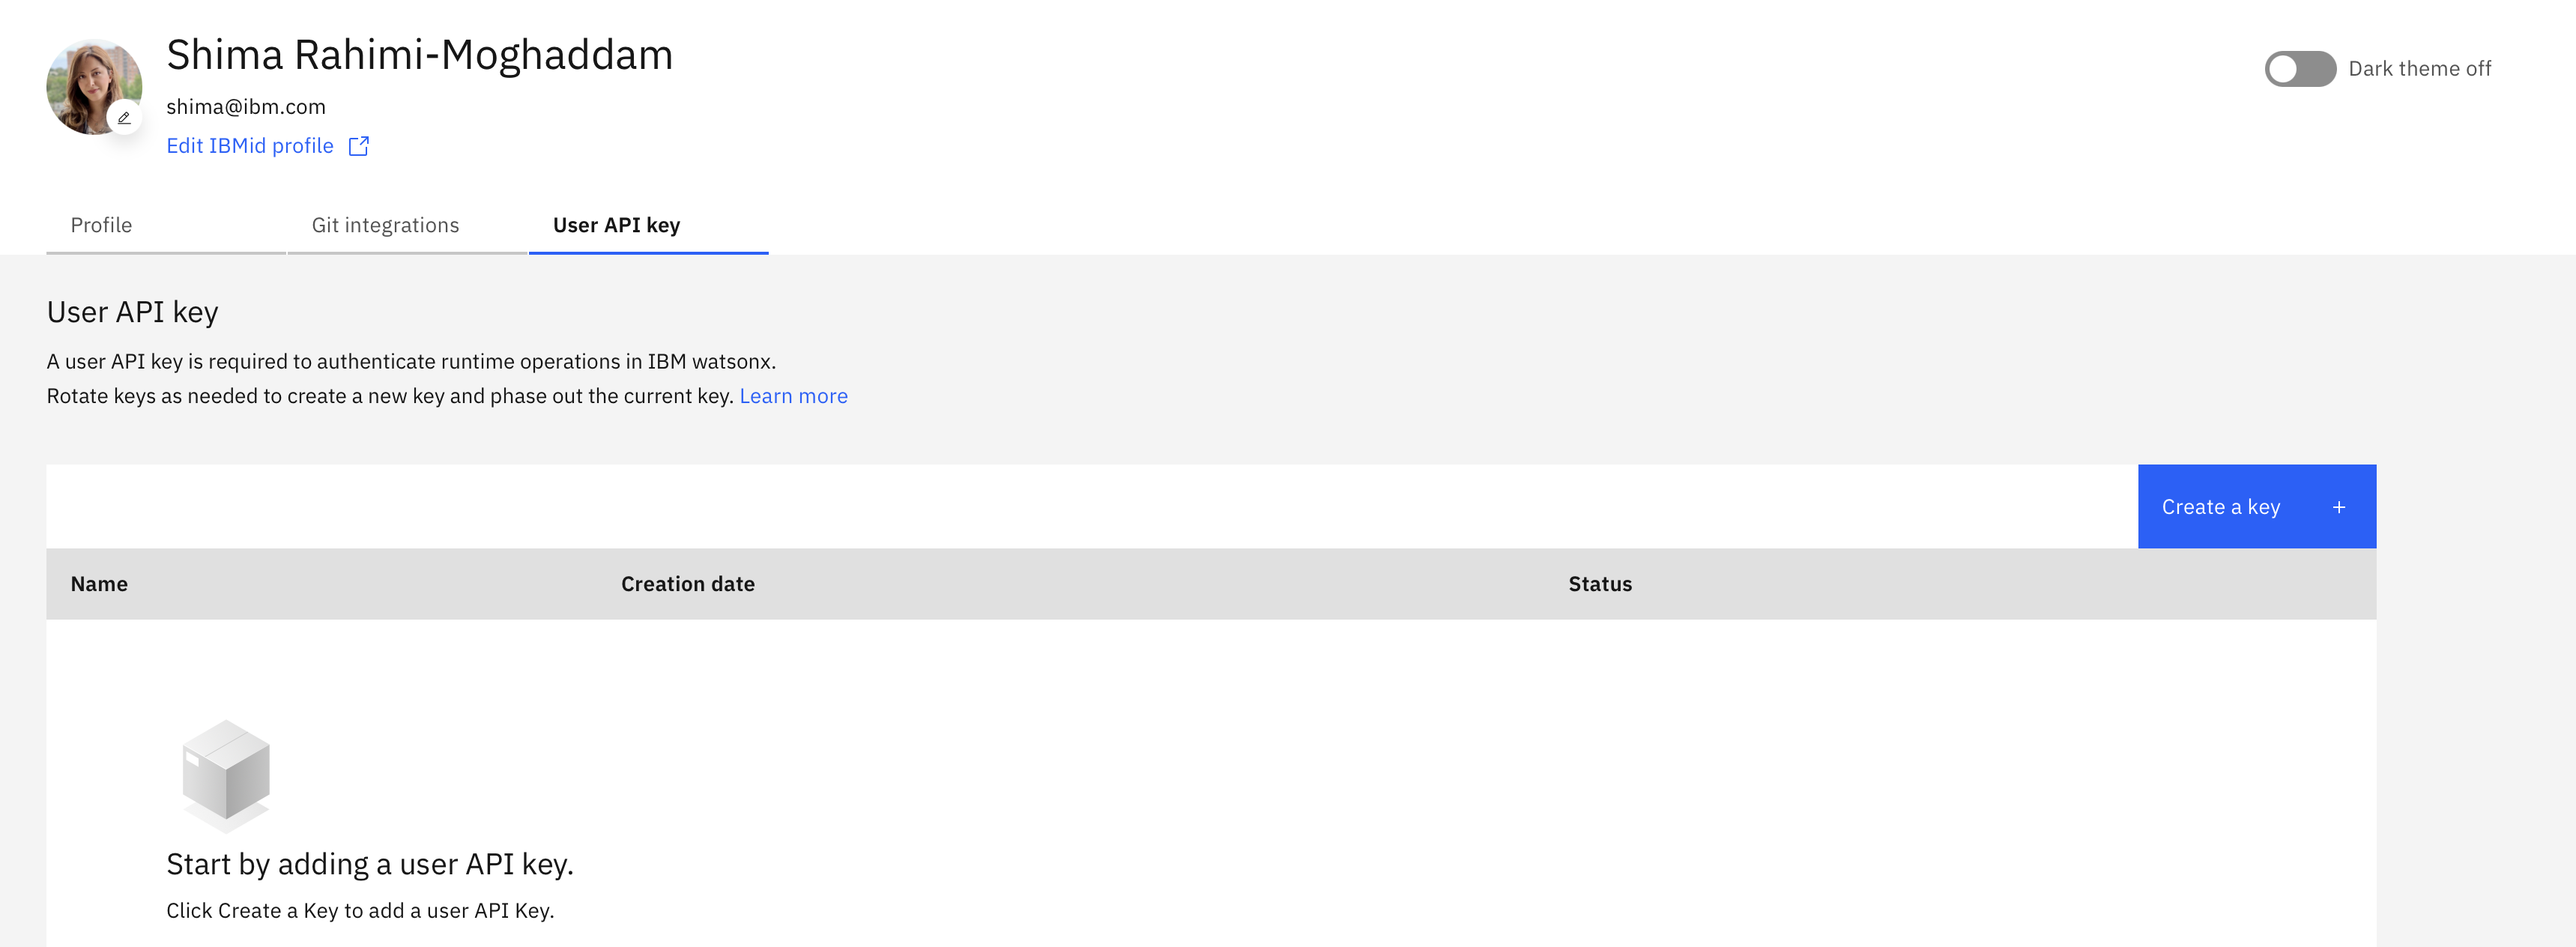 Shima Rahimi-Moghaddam
shima@ibm.com
Edit IBMid profile
Dark theme off
Profile
Git integrations
User API key
User API key
A user API key is required to authenticate runtime operations in IBM watsonx.
Rotate keys as needed to create a new key and phase out the current key. Learn more
Create a key +
Name
Creation date
Status
Start by adding a user API key.
Click Create a Key to add a user API Key.